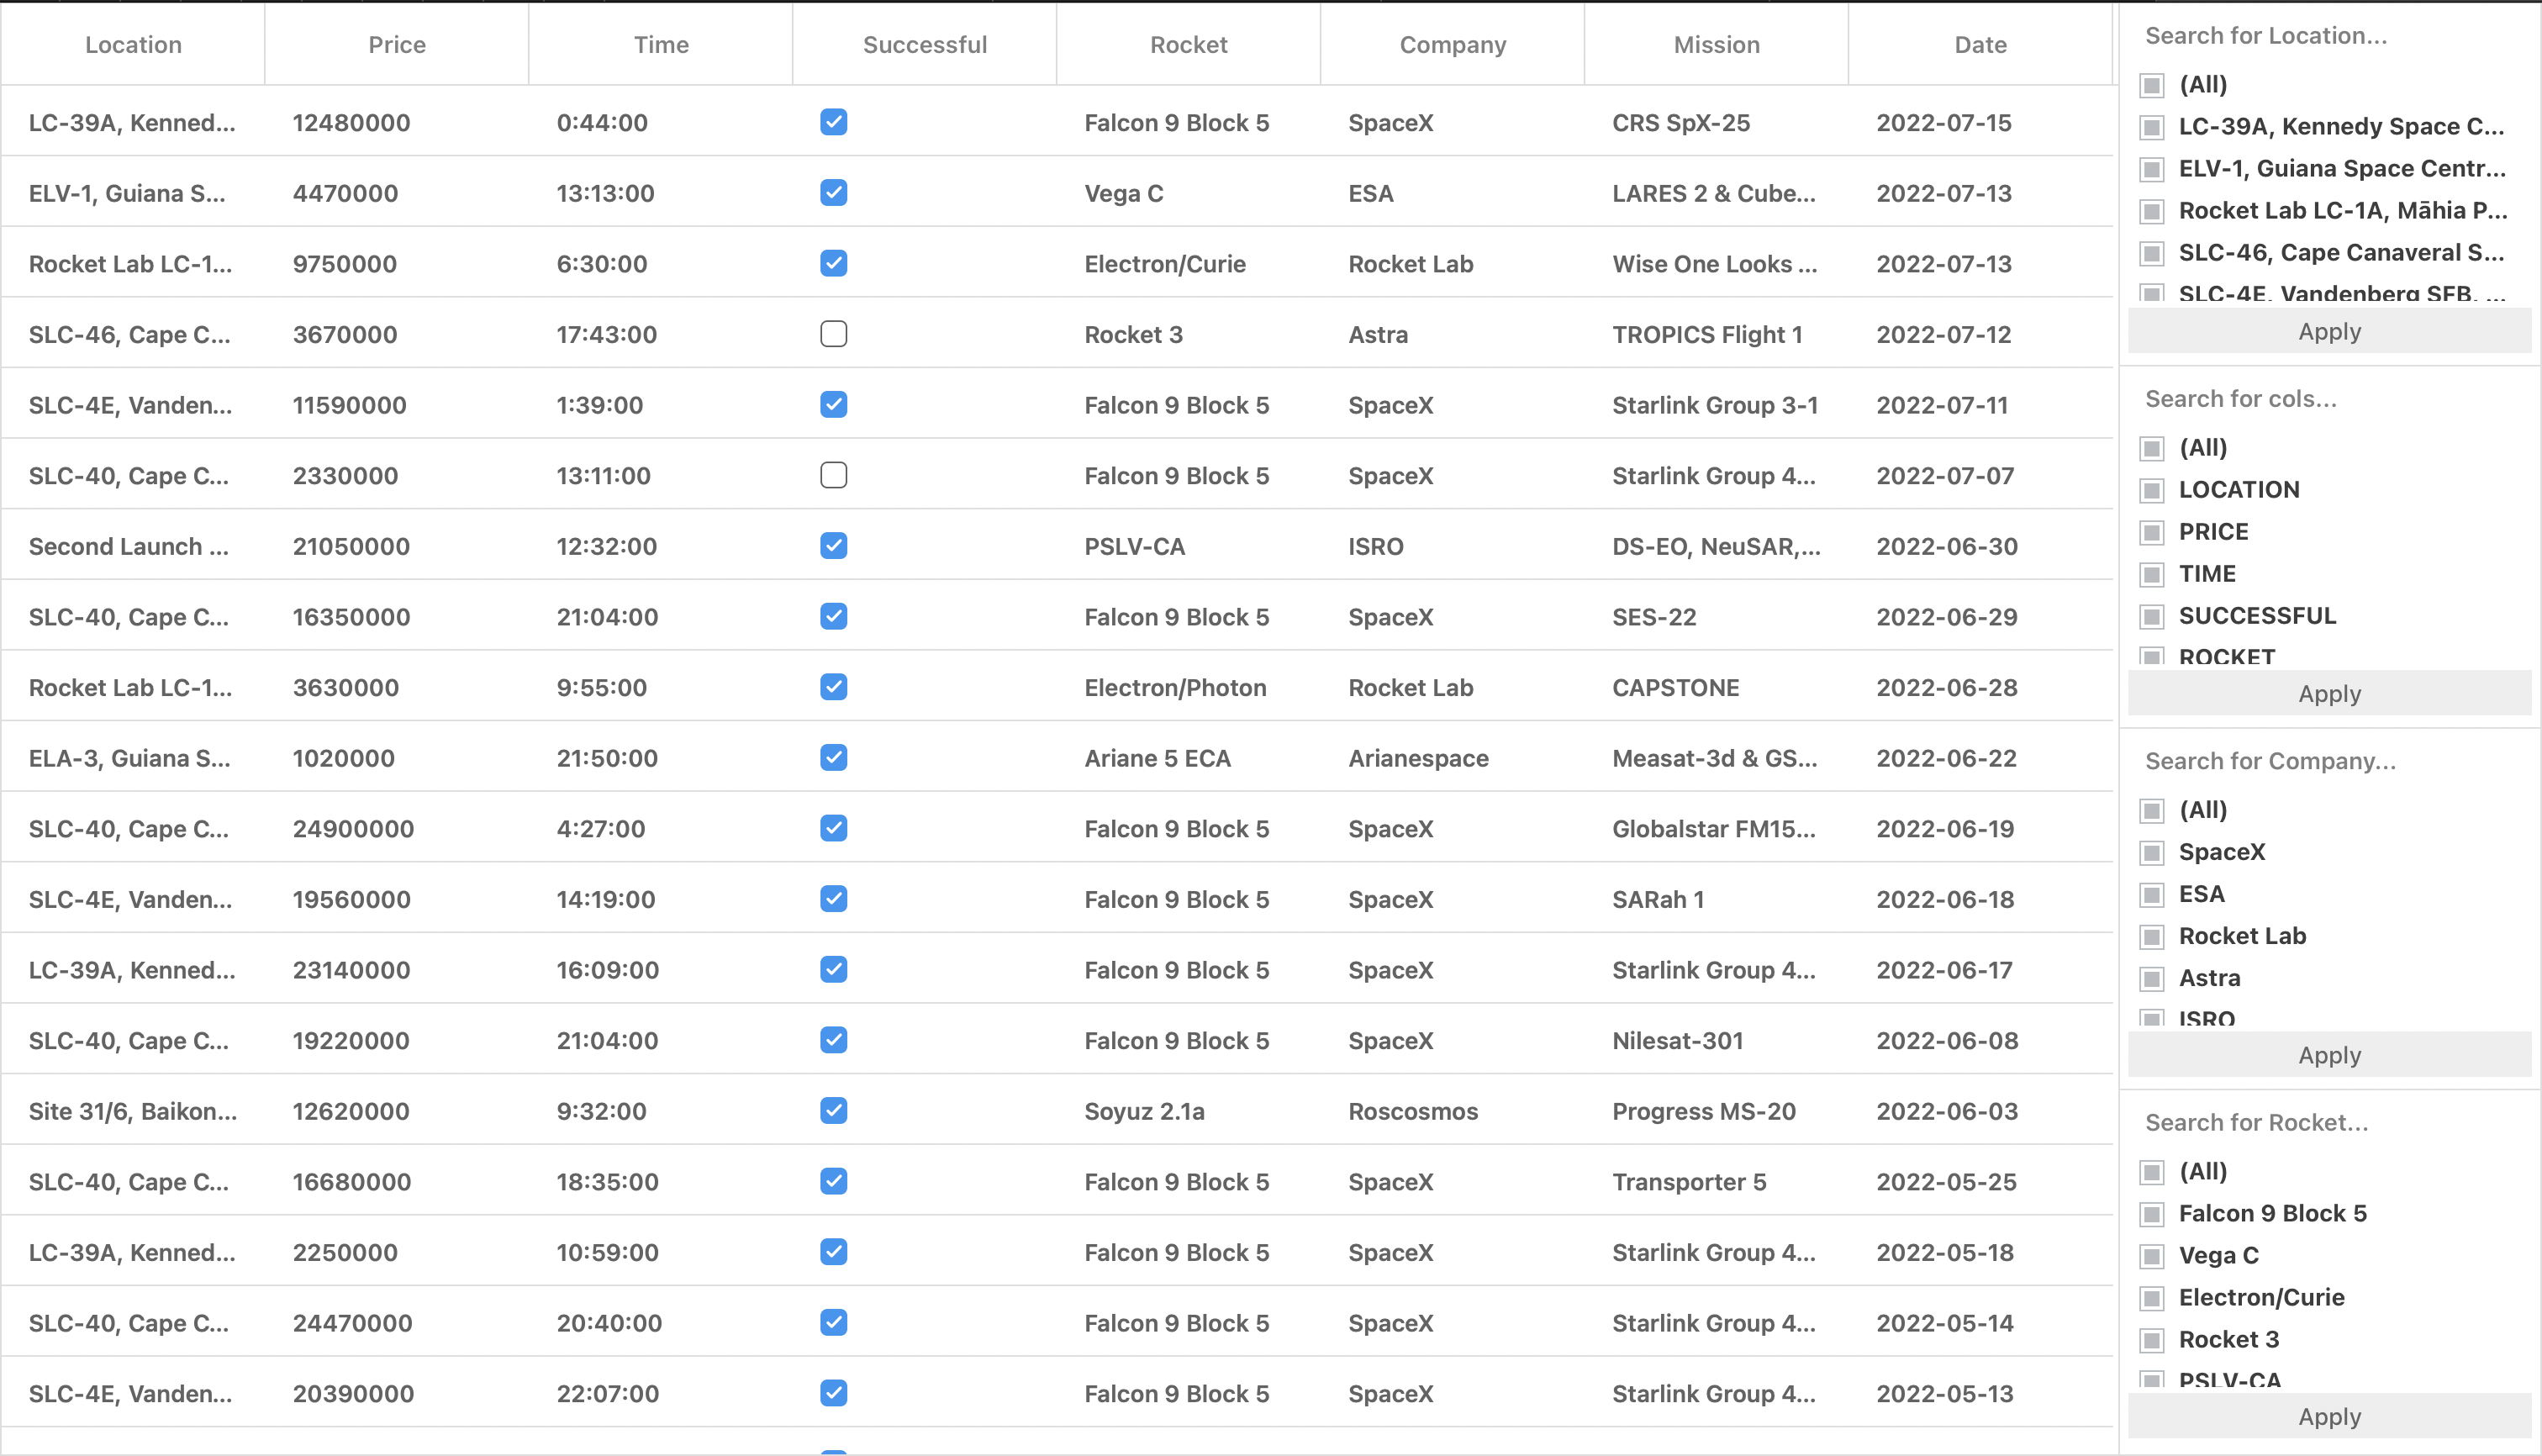 Location Price Time Successful Rocket Company Mission Date
LC-39A, Kenned... 12480000 0:44:00 Falcon 9 Block 5 SpaceX CRS SpX-25 2022-07-15
ELV-1, Guiana S... 4470000 13:13:00 Vega C ESA LARES 2 & Cube... 2022-07-13
Rocket Lab LC-1... 9750000 6:30:00 Electron/Curie Rocket Lab Wise One Looks ... 2022-07-13
SLC-46, Cape C... 3670000 17:43:00 Rocket 3 Astra TROPICS Flight 1 2022-07-12
SLC-4E, Vanden... 11590000 1:39:00 Falcon 9 Block 5 SpaceX Starlink Group 3-1 2022-07-11
SLC-40, Cape C... 2330000 13:11:00 Falcon 9 Block 5 SpaceX Starlink Group 4... 2022-07-07
Second Launch ... 21050000 12:32:00 PSLV-CA ISRO DS-EO, NeuSAR,... 2022-06-30
SLC-40, Cape C... 16350000 21:04:00 Falcon 9 Block 5 SpaceX SES-22 2022-06-29
Rocket Lab LC-1... 3630000 9:55:00 Electron/Photon Rocket Lab CAPSTONE 2022-06-28
ELA-3, Guiana S... 1020000 21:50:00 Ariane 5 ECA Arianespace Measat-3d & GS... 2022-06-22
SLC-40, Cape C... 24900000 4:27:00 Falcon 9 Block 5 SpaceX Globalstar FM15... 2022-06-19
SLC-4E, Vanden... 19560000 14:19:00 Falcon 9 Block 5 SpaceX SARah 1 2022-06-18
LC-39A, Kenned... 23140000 16:09:00 Falcon 9 Block 5 SpaceX Starlink Group 4... 2022-06-17
SLC-40, Cape C... 19220000 21:04:00 Falcon 9 Block 5 SpaceX Nilesat-301 2022-06-08
Site 31/6, Baikon... 12620000 9:32:00 Soyuz 2.1a Roscosmos Progress MS-20 2022-06-03
SLC-40, Cape C... 16680000 18:35:00 Falcon 9 Block 5 SpaceX Transporter 5 2022-05-25
LC-39A, Kenned... 2250000 10:59:00 Falcon 9 Block 5 SpaceX Starlink Group 4... 2022-05-18
SLC-40, Cape C... 24470000 20:40:00 Falcon 9 Block 5 SpaceX Starlink Group 4... 2022-05-14
SLC-4E, Vanden... 20390000 22:07:00 Falcon 9 Block 5 SpaceX Starlink Group 4... 2022-05-13
Search for Location...
(All)
LC-39A, Kennedy Space C...
ELV-1, Guiana Space Centr...
Rocket Lab LC-1A, Māhia P...
SLC-46, Cape Canaveral S...
SLC-4E, Vandenberg SFB, ...
Apply
Search for cols...
(All)
LOCATION
PRICE
TIME
SUCCESSFUL
ROCKET
Apply
Search for Company...
(All)
SpaceX
ESA
Rocket Lab
Astra
ISRO
Apply
Search for Rocket...
(All)
Falcon 9 Block 5
Vega C
Electron/Curie
Rocket 3
PSLV-CA
Apply